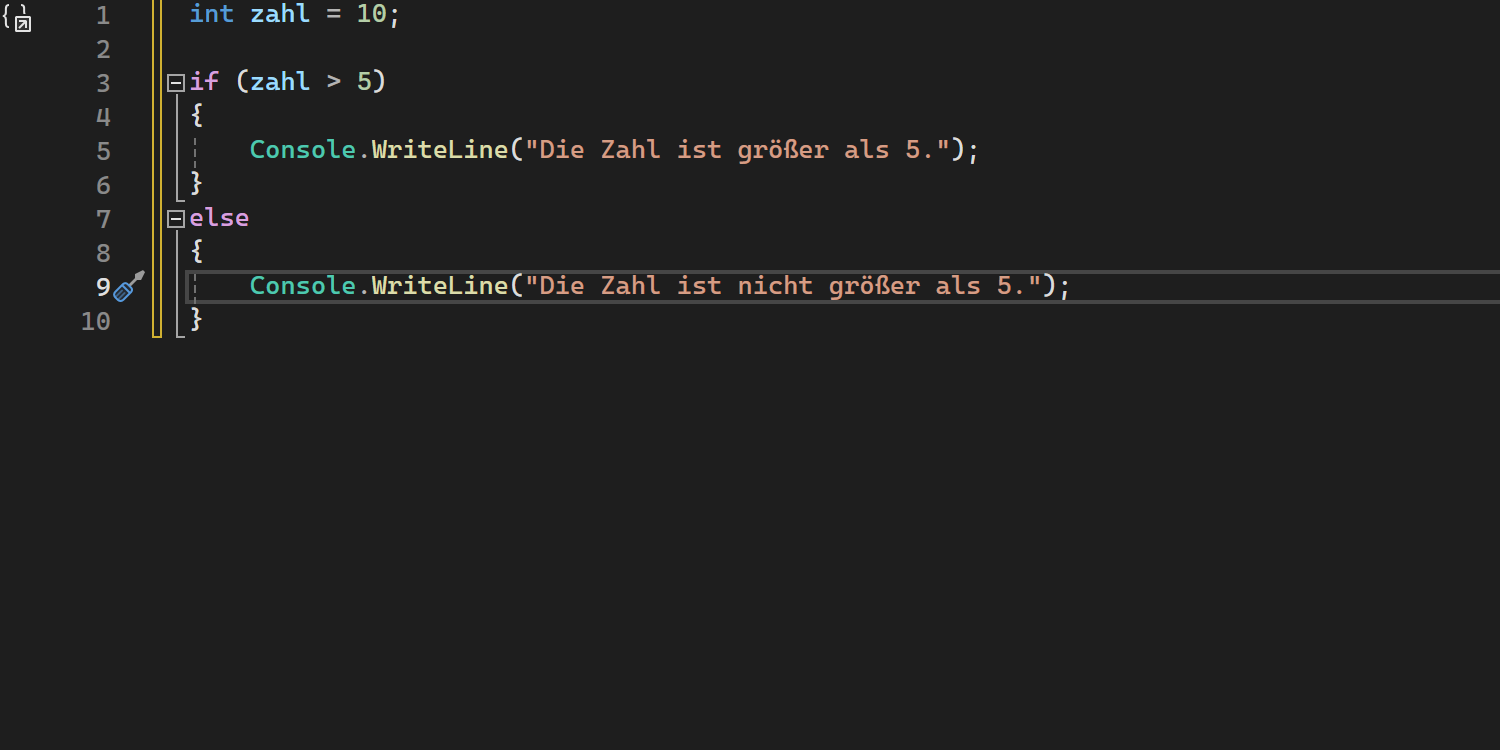 1 int zahl = 10;
2
3 if (zahl > 5)
4 {
5     Console.WriteLine("Die Zahl ist größer als 5.");
6 }
7 else
8 {
9     Console.WriteLine("Die Zahl ist nicht größer als 5.");
10 }